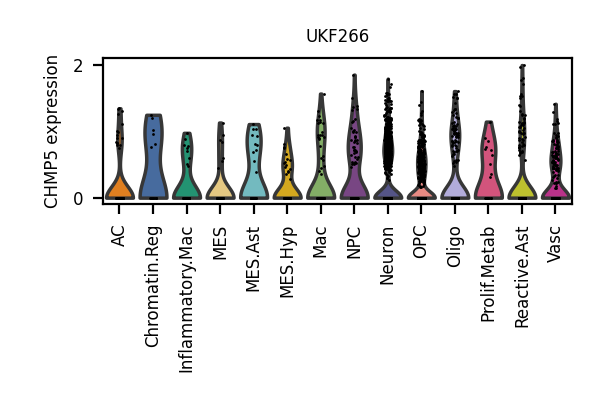 UKF266
CHMP5 expression
2
0
AC
Chromatin.Reg
Inflammatory.Mac
MES
MES.Ast
MES.Hyp
Mac
NPC
Neuron
OPC
Oligo
Prolif.Metab
Reactive.Ast
Vasc